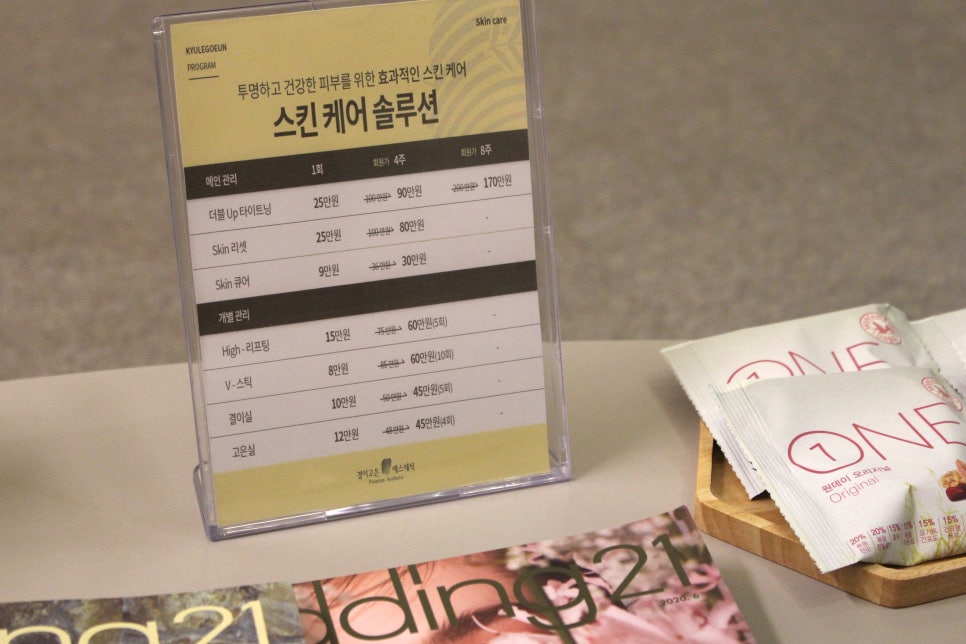 KYULEGOEUN
PROGRAM
Skin care
투명하고 건강한 피부를 위한 효과적인 스킨 케어
스킨 케어 솔루션
메인 관리 1회 회원가 4주 회원가 8주
더블 Up 타이트닝 25만원 100만원 90만원 200만원 170만원
Skin 리셋 25만원 100만원 80만원 -
Skin 큐어 9만원 36만원 30만원 -
개별 관리
High - 리프팅 15만원 75만원 60만원(5회) -
V - 스틱 8만원 85만원 60만원(10회) -
결이실 10만원 50만원 45만원(5회) -
고은실 12만원 48만원 45만원(4회) -
결이고은 에스테틱
ONE
1 ONE
원데이 오리지널
Original
20% 20% 15% 15% 15% 15% 15%
ng21
dding21
2020. 6